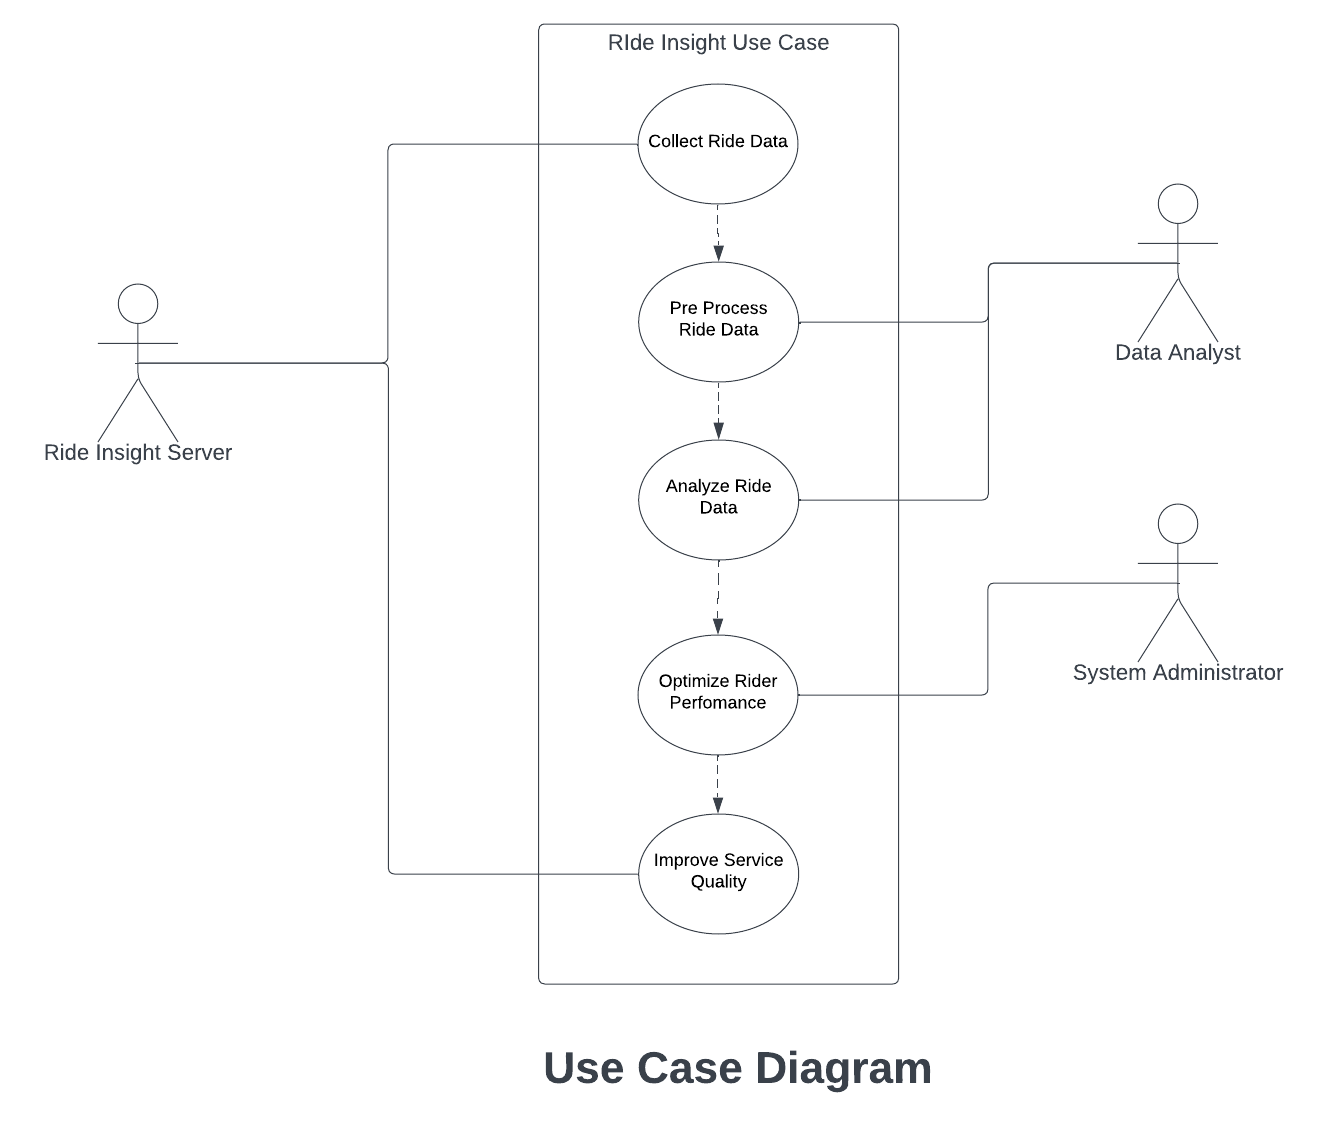 RIde Insight Use Case
Collect Ride Data
Pre Process
Ride Data
Data Analyst
Ride Insight Server
Analyze Ride
Data
System Administrator
Optimize Rider
Perfomance
Improve Service
Quality
Use Case Diagram